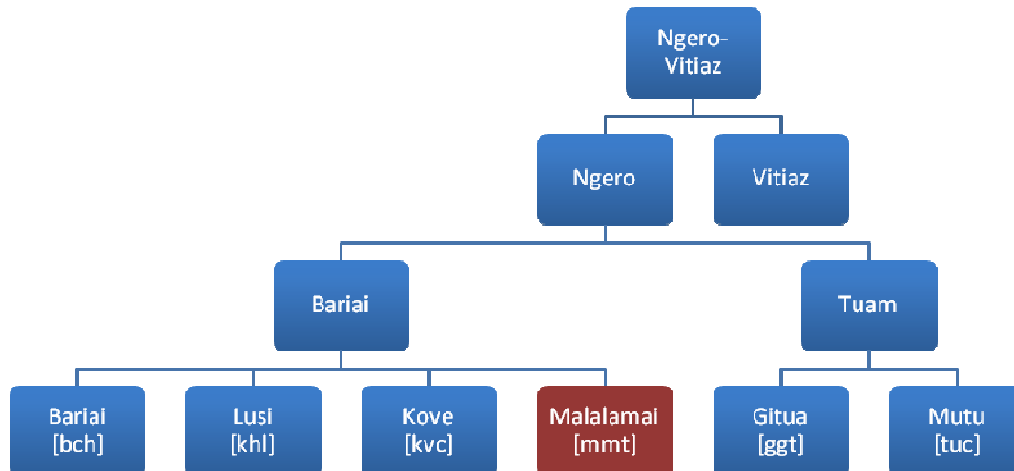 Ngero-
Vitiaz
Ngero
Vitiaz
Bariai
Tuam
Bariai
[bch]
Lusi
[khl]
Kove
[kvc]
Malalamai
[mmt]
Gitua
[ggt]
Mutu
[tuc]